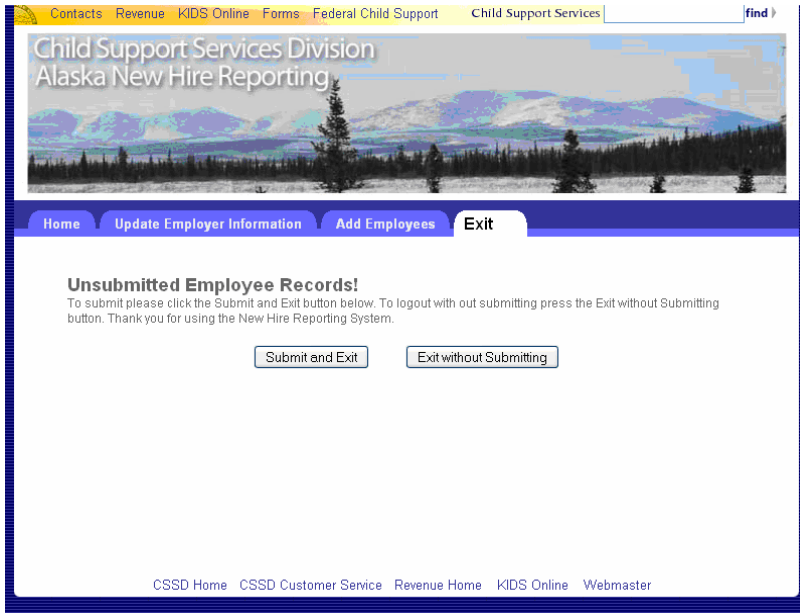 Contacts Revenue KIDS Online Forms Federal Child Support Child Support Services find
Child Support Services Division
Alaska New Hire Reporting
Home Update Employer Information Add Employees Exit
Unsubmitted Employee Records!
To submit please click the Submit and Exit button below. To logout with out submitting press the Exit without Submitting
button. Thank you for using the New Hire Reporting System.
Submit and Exit Exit without Submitting
CSSD Home CSSD Customer Service Revenue Home KIDS Online Webmaster